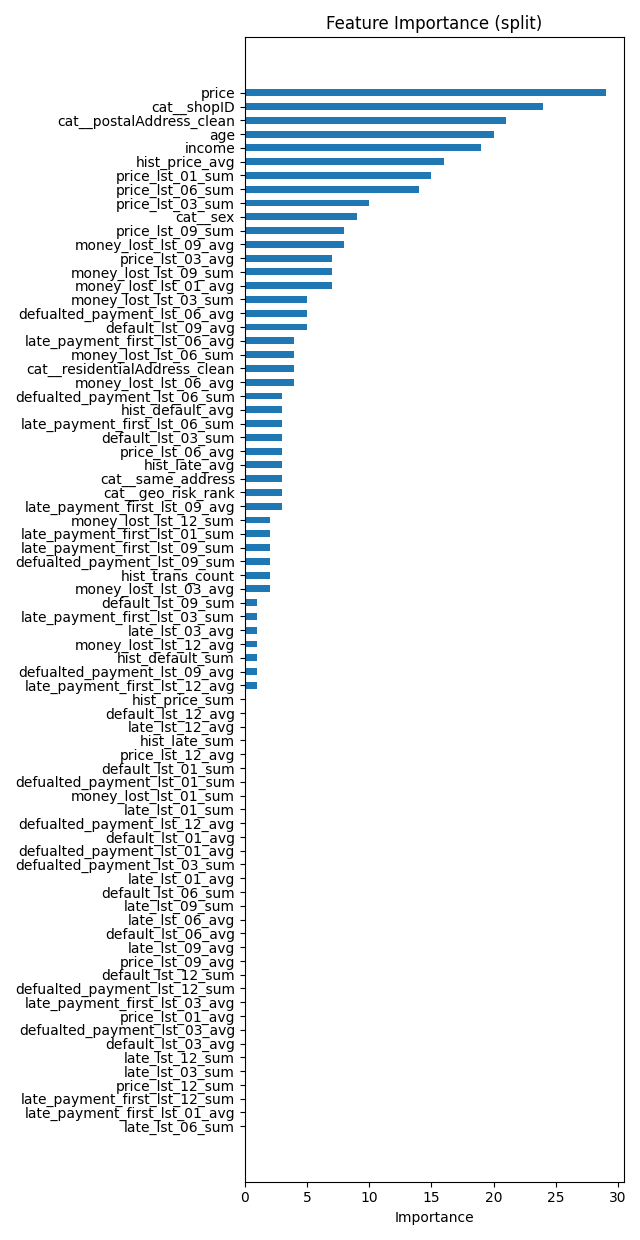 Feature Importance (split)
price
cat__shopID
cat__postalAddress_clean
age
income
hist_price_avg
price_lst_01_sum
price_lst_06_sum
price_lst_03_sum
cat__sex
price_lst_09_sum
money_lost_lst_09_avg
price_lst_03_avg
money_lost_lst_09_sum
money_lost_lst_01_avg
money_lost_lst_03_sum
defualted_payment_lst_06_avg
default_lst_09_avg
late_payment_first_lst_06_avg
money_lost_lst_06_sum
cat__residentialAddress_clean
money_lost_lst_06_avg
defualted_payment_lst_06_sum
hist_default_avg
late_payment_first_lst_06_sum
default_lst_03_sum
price_lst_06_avg
hist_late_avg
cat__same_address
cat__geo_risk_rank
late_payment_first_lst_09_avg
money_lost_lst_12_sum
late_payment_first_lst_01_sum
late_payment_first_lst_09_sum
defualted_payment_lst_09_sum
hist_trans_count
money_lost_lst_03_avg
default_lst_09_sum
late_payment_first_lst_03_sum
late_lst_03_avg
money_lost_lst_12_avg
hist_default_sum
defualted_payment_lst_09_avg
late_payment_first_lst_12_avg
hist_price_sum
default_lst_12_avg
late_lst_12_avg
hist_late_sum
price_lst_12_avg
default_lst_01_sum
defualted_payment_lst_01_sum
money_lost_lst_01_sum
late_lst_01_sum
defualted_payment_lst_12_avg
default_lst_01_avg
defualted_payment_lst_01_avg
defualted_payment_lst_03_sum
late_lst_01_avg
default_lst_06_sum
late_lst_09_sum
late_lst_06_avg
default_lst_06_avg
late_lst_09_avg
price_lst_09_avg
default_lst_12_sum
defualted_payment_lst_12_sum
late_payment_first_lst_03_avg
price_lst_01_avg
defualted_payment_lst_03_avg
default_lst_03_avg
late_lst_12_sum
late_lst_03_sum
price_lst_12_sum
late_payment_first_lst_12_sum
late_payment_first_lst_01_avg
late_lst_06_sum
0 5 10 15 20 25 30
Importance